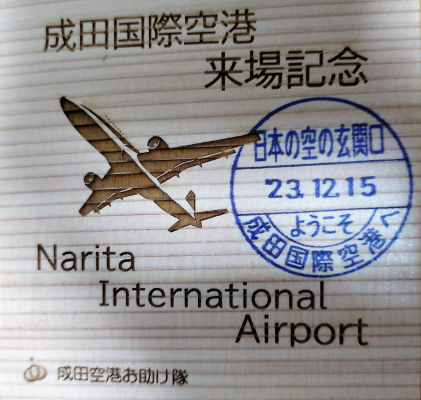 成田国際空港
来場記念
日本の空の玄関口
'23.12.15
ようこそ
成田国際空港へ
Narita
International
Airport
成田空港お助け隊